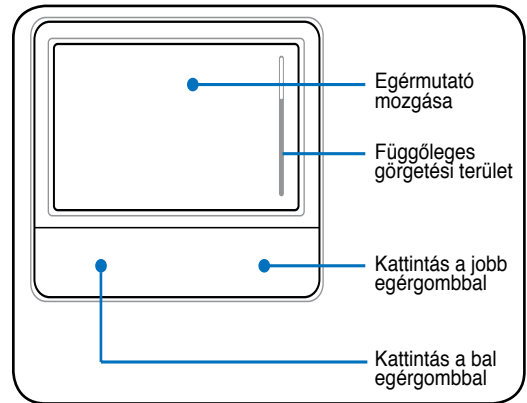 Egérmutató
mozgása
Függőleges
görgetési terület
Kattintás a jobb
egérgombbal
Kattintás a bal
egérgombbal